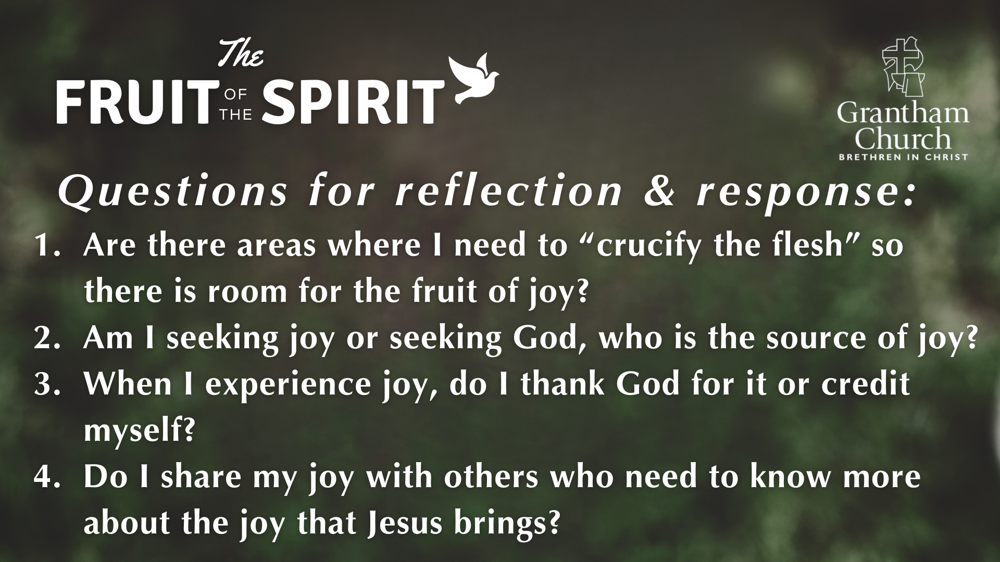 The
FRUIT OF THE SPIRIT
Grantham
Church
BRETHREN IN CHRIST
Questions for reflection & response:
1. Are there areas where I need to “crucify the flesh” so
there is room for the fruit of joy?
2. Am I seeking joy or seeking God, who is the source of joy?
3. When I experience joy, do I thank God for it or credit
myself?
4. Do I share my joy with others who need to know more
about the joy that Jesus brings?